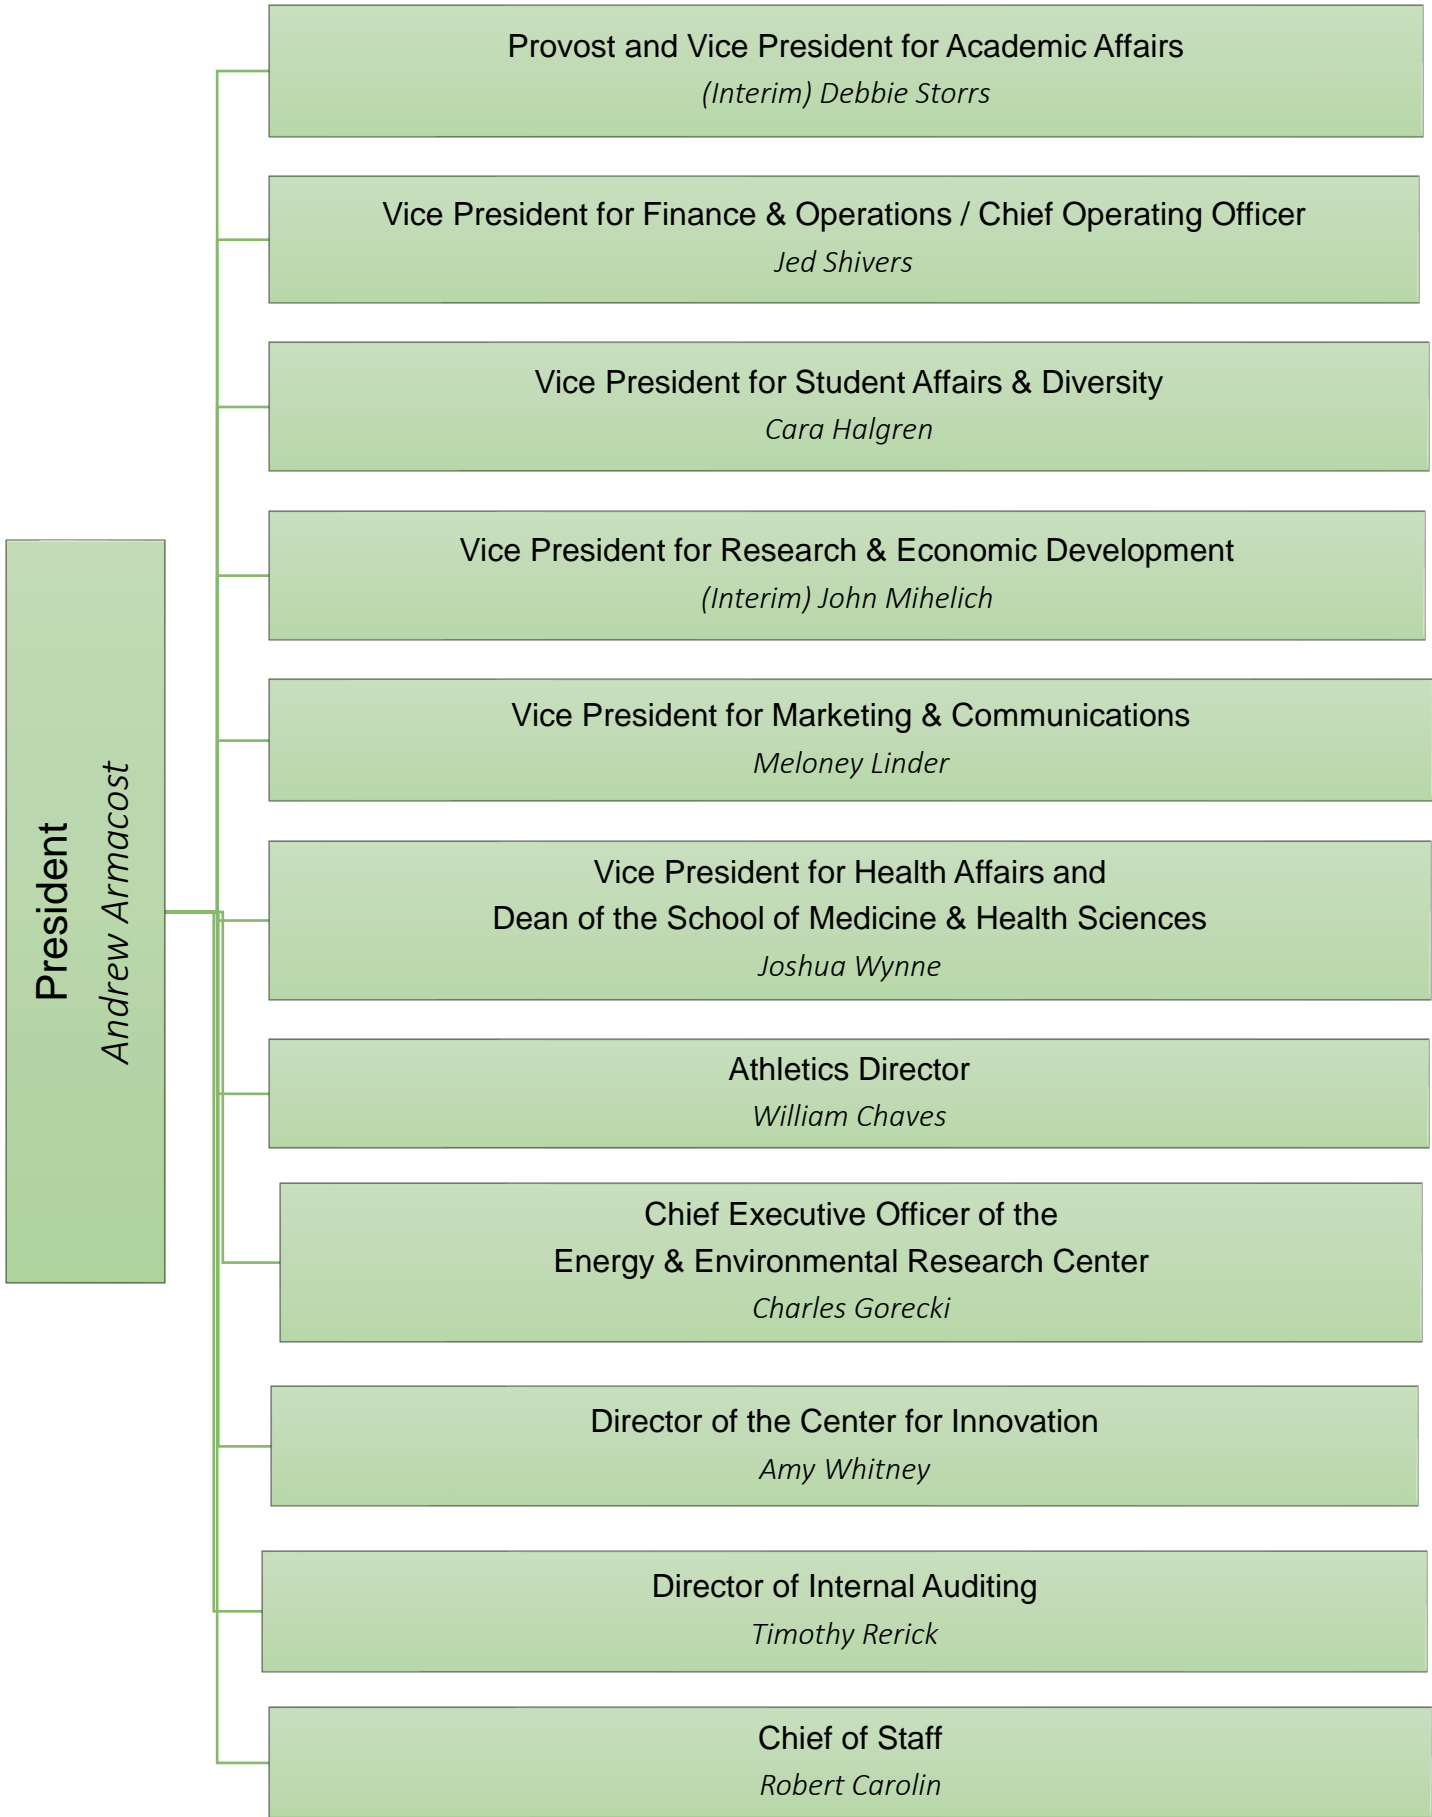 Provost and Vice President for Academic Affairs
(Interim) Debbie Storrs
Vice President for Finance & Operations / Chief Operating Officer
Jed Shivers
Vice President for Student Affairs & Diversity
Cara Halgren
Vice President for Research & Economic Development
(Interim) John Mihelich
Vice President for Marketing & Communications
Meloney Linder
President
Andrew Armacost
Vice President for Health Affairs and
Dean of the School of Medicine & Health Sciences
Joshua Wynne
Athletics Director
William Chaves
Chief Executive Officer of the
Energy & Environmental Research Center
Charles Gorecki
Director of the Center for Innovation
Amy Whitney
Director of Internal Auditing
Timothy Rerick
Chief of Staff
Robert Carolin